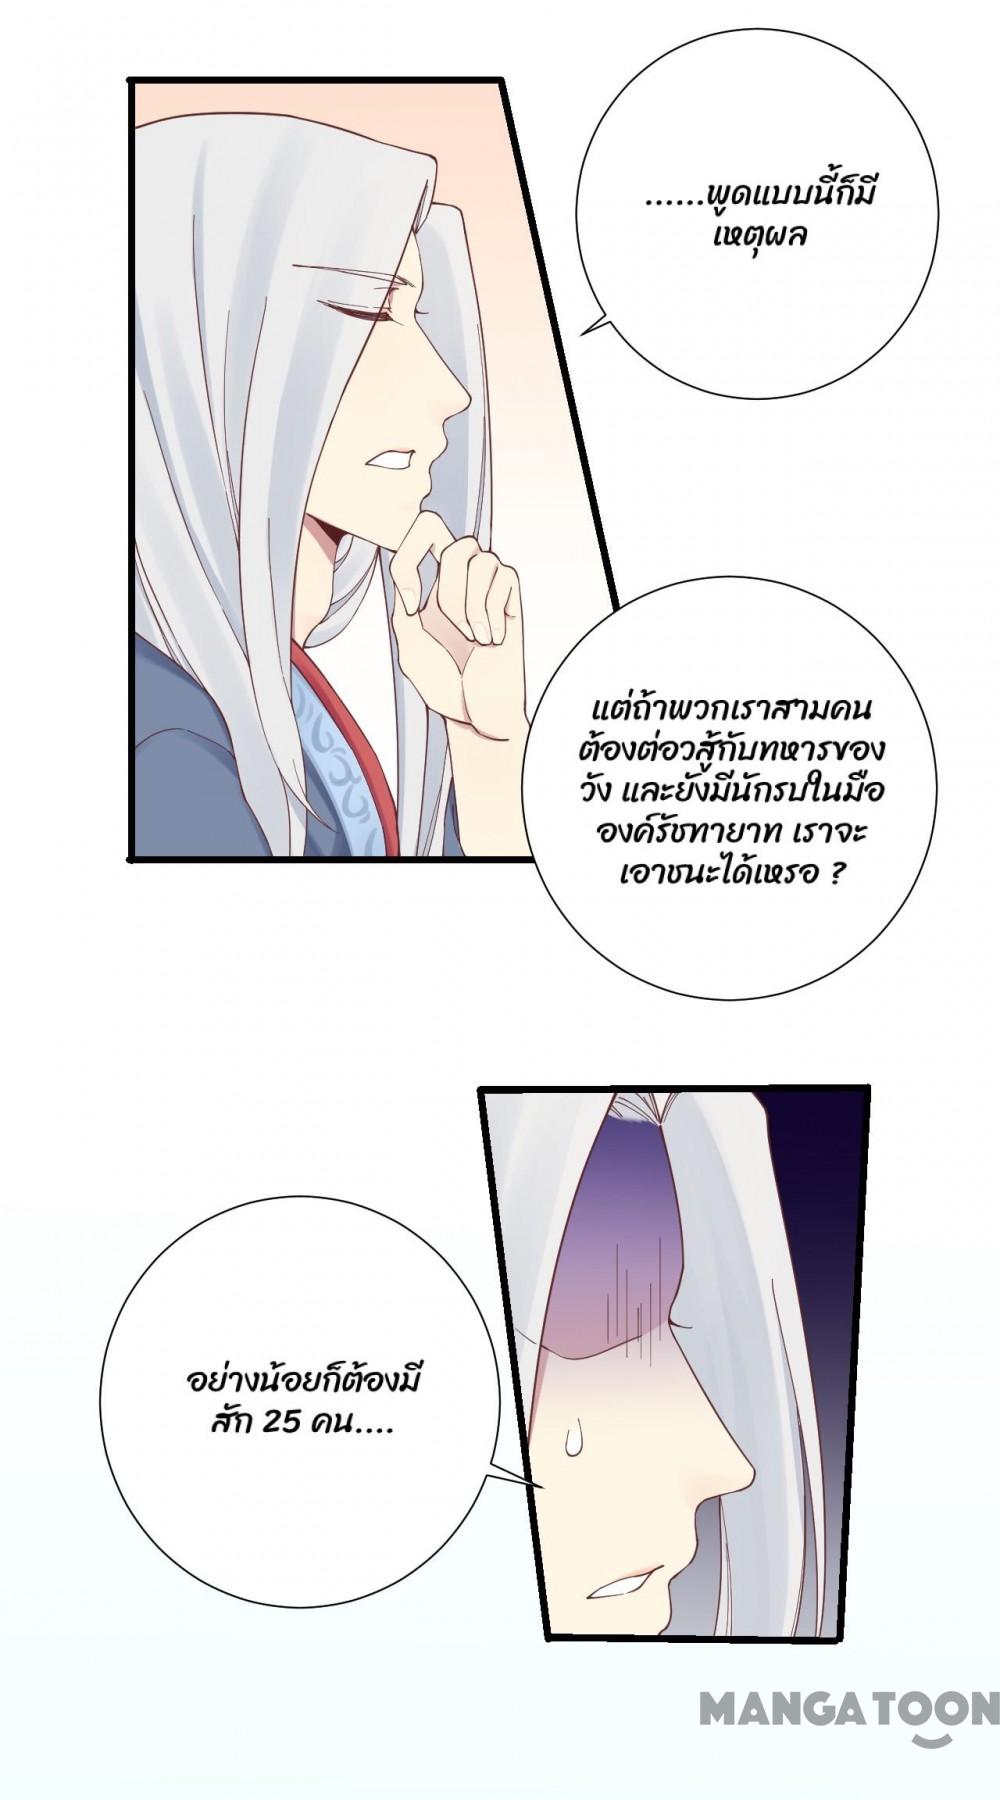 ......พูดแบบนี้ก็มี
เหตุผล
แต่ถ้าพวกเราสามคน
ต้องต่อวสู้กับทหารของ
วัง และยังมีนักรบในมือ
องค์รัชทายาท เราจะ
เอาชนะได้เหรอ ?
อย่างน้อยก็ต้องมี
สัก 25 คน....
MANGA TOON